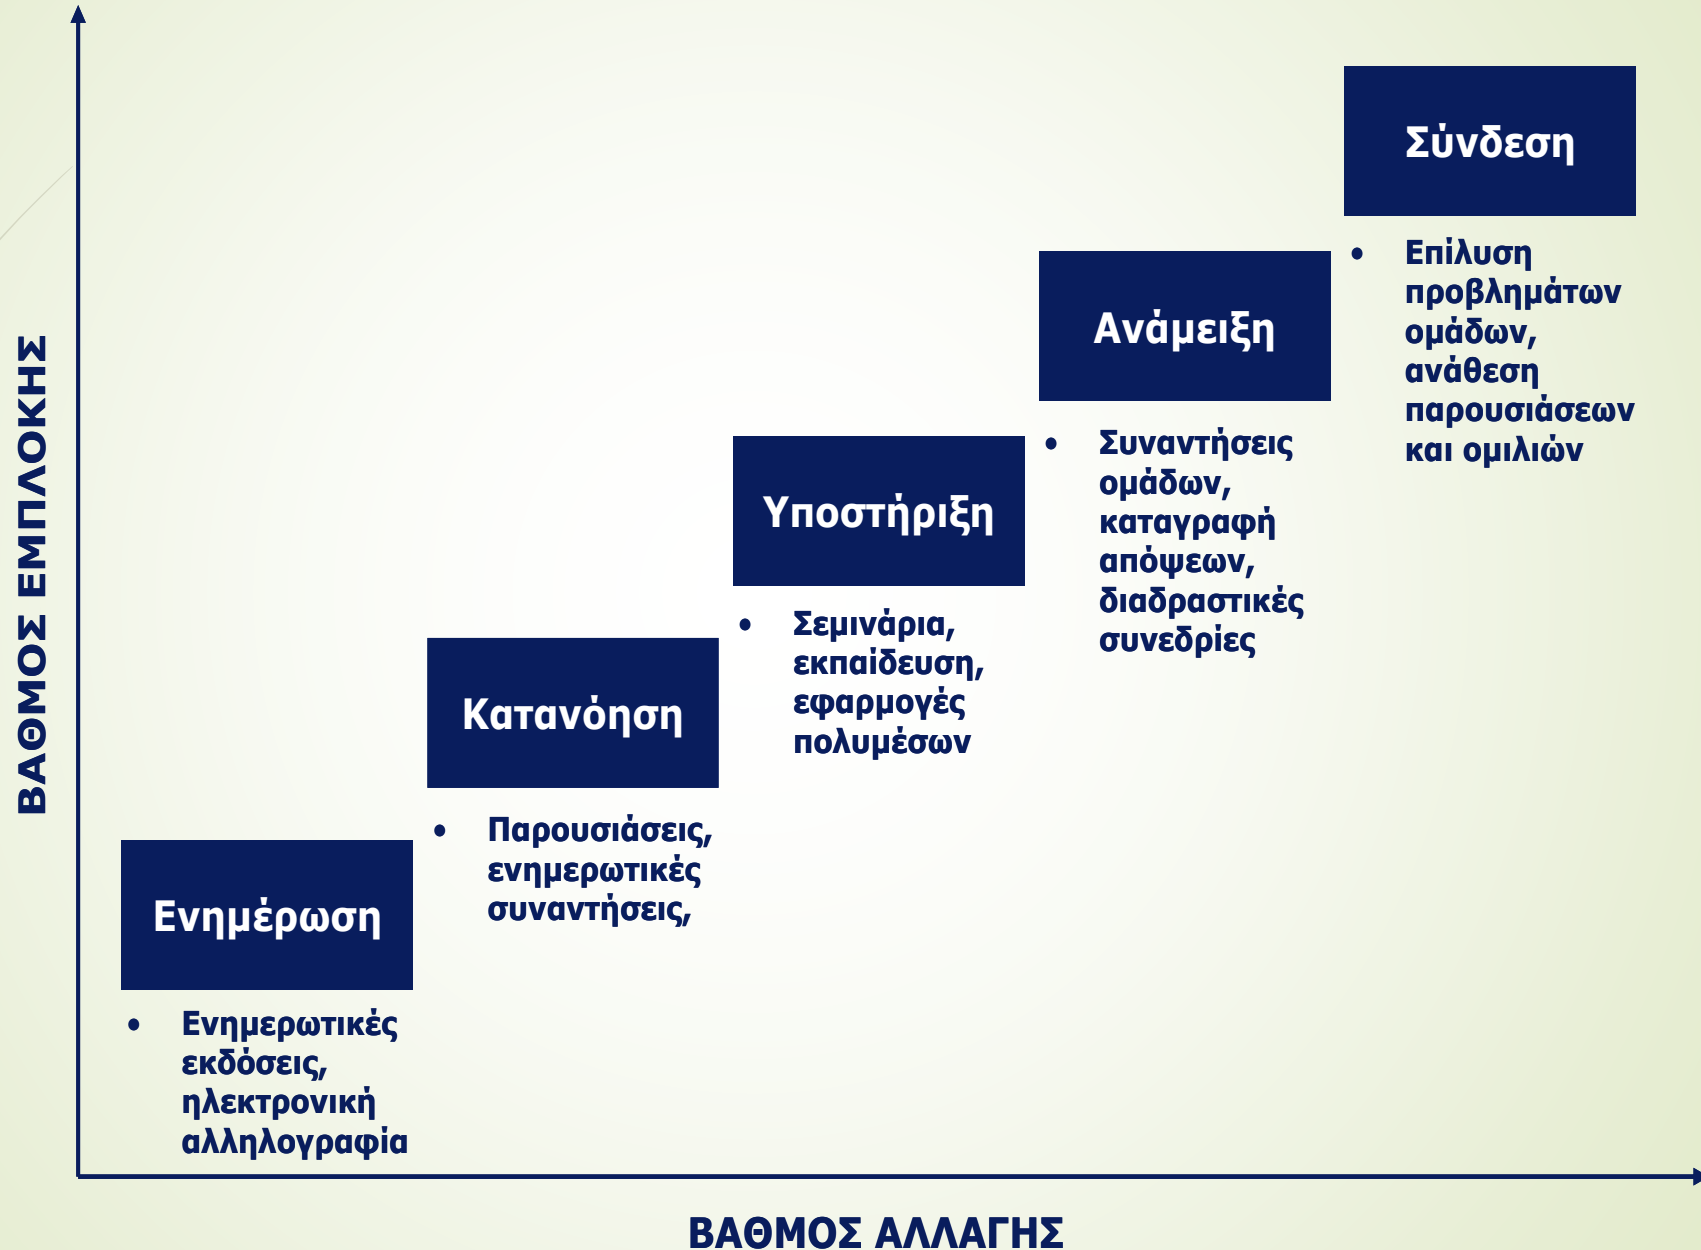 ΒΑΘΜΟΣ ΕΜΠΛΟΚΗΣ
Ενημέρωση
• Ενημερωτικές
εκδόσεις,
ηλεκτρονική
αλληλογραφία
Κατανόηση
• Παρουσιάσεις,
ενημερωτικές
συναντήσεις,
Υποστήριξη
• Σεμινάρια,
εκπαίδευση,
εφαρμογές
πολυμέσων
Ανάμειξη
• Συναντήσεις
ομάδων,
καταγραφή
απόψεων,
διαδραστικές
συνεδρίες
Σύνδεση
• Επίλυση
προβλημάτων
ομάδων,
ανάθεση
παρουσιάσεων
και ομιλιών
ΒΑΘΜΟΣ ΑΛΛΑΓΗΣ